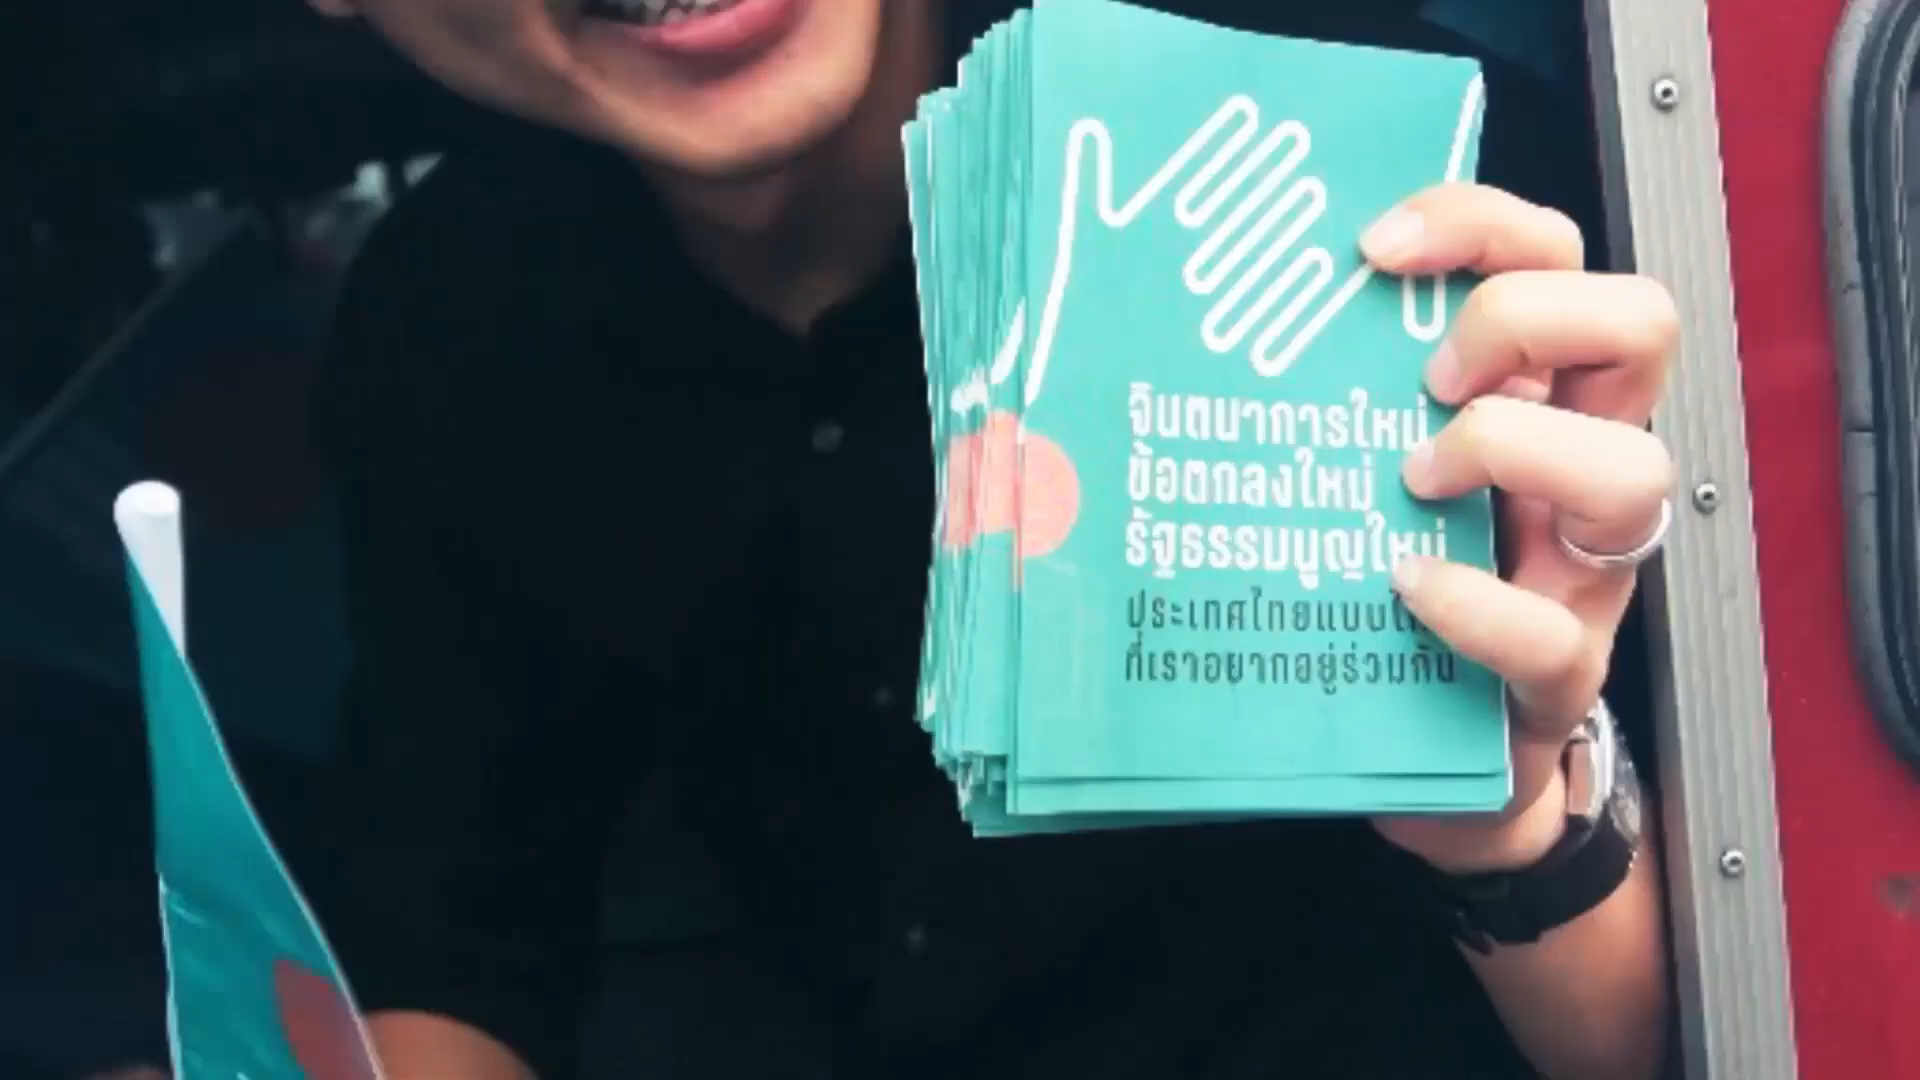 จินตนาการใหม่
ข้อตกลงใหม่
รัฐธรรมนูญใหม่
ประเทศไทยแบบ
ที่เราอยากอยู่ร่วมกัน